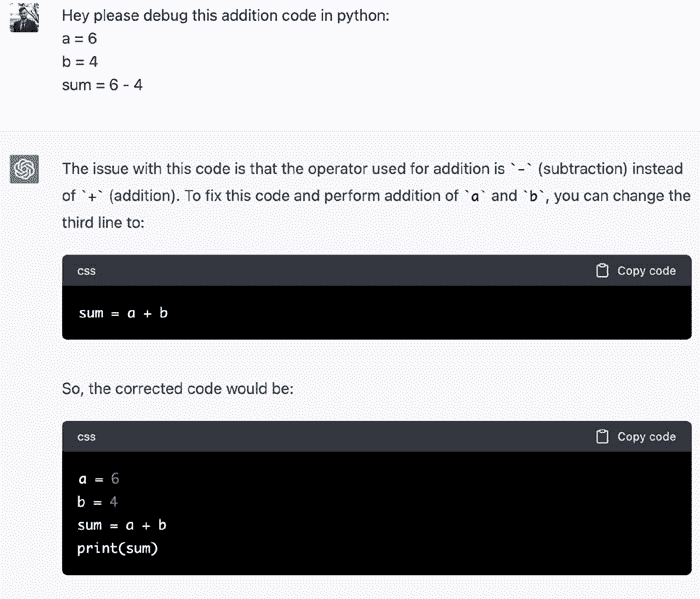 Hey please debug this addition code in python:
a = 6
b = 4
sum = 6 - 4
The issue with this code is that the operator used for addition is `-` (subtraction) instead
of `+` (addition). To fix this code and perform addition of `a` and `b`, you can change the
third line to:
css Copy code
sum = a + b
So, the corrected code would be:
css Copy code
a = 6
b = 4
sum = a + b
print(sum)